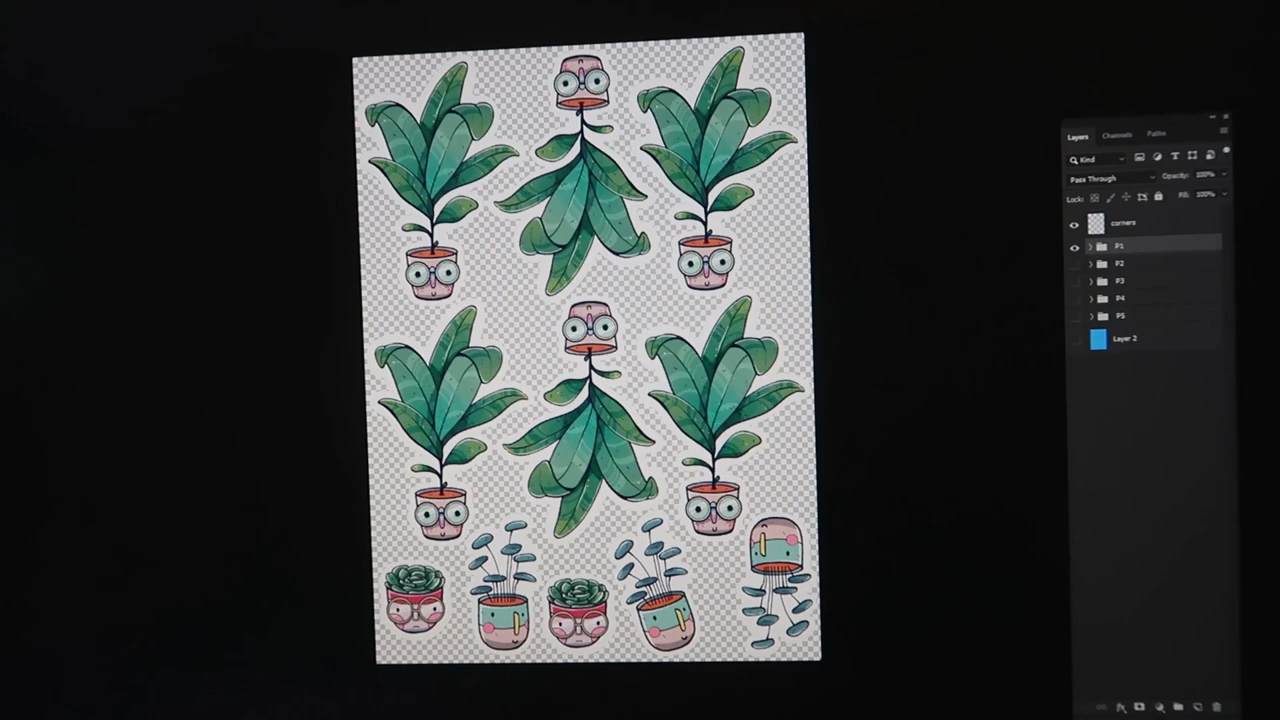 Layers Channels Paths
Kind
Pass Through Opacity: 100%
Lock: Fill: 100%
corners
P1
P2
P3
P4
P5
Layer 2